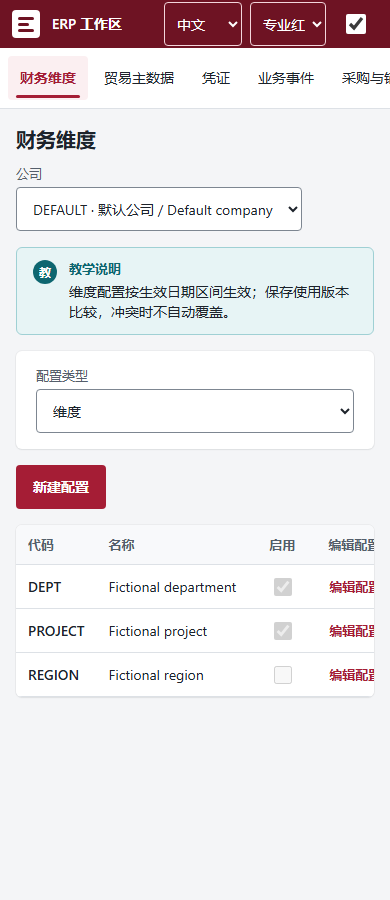 ERP 工作区
中文
专业红
财务维度
贸易主数据
凭证
业务事件
采购与
财务维度
公司
DEFAULT · 默认公司 / Default company
教
教学说明
维度配置按生效日期区间生效；保存使用版本
比较，冲突时不自动覆盖。
配置类型
维度
新建配置
代码 名称 启用 编辑配置
DEPT Fictional department 编辑配置
PROJECT Fictional project 编辑配置
REGION Fictional region 编辑配置